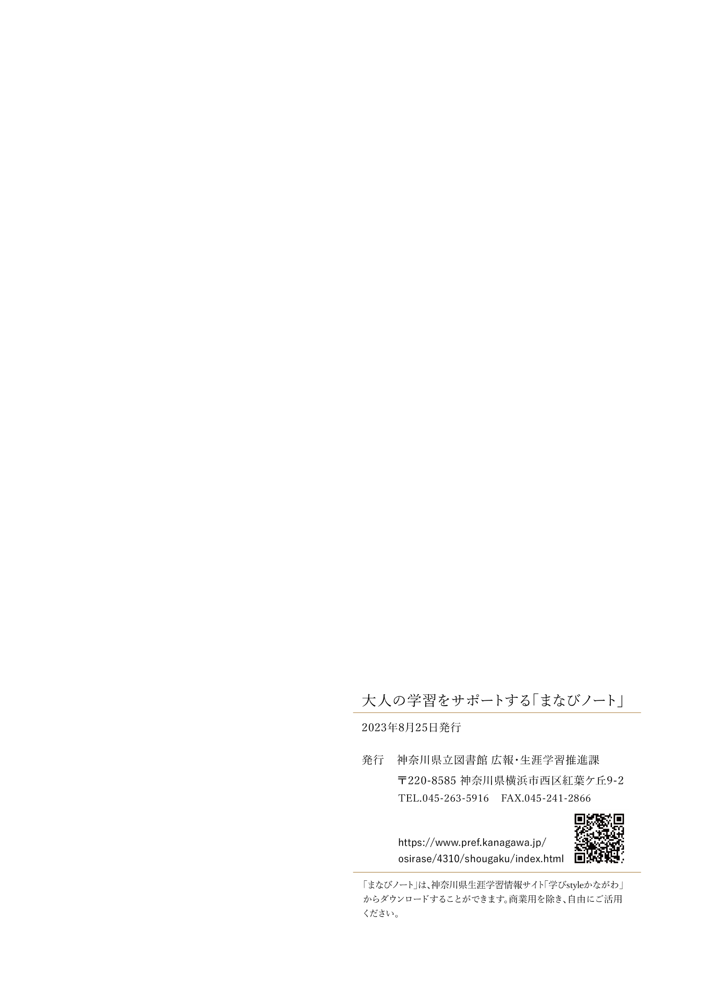 大人の学習をサポートする「まなびノート」
2023年8月25日発行
発行　神奈川県立図書館 広報・生涯学習推進課
〒220-8585 神奈川県横浜市西区紅葉ケ丘9-2
TEL.045-263-5916　FAX.045-241-2866
https://www.pref.kanagawa.jp/
osirase/4310/shougaku/index.html
「まなびノート」は、神奈川県生涯学習情報サイト「学びstyleかながわ」
からダウンロードすることができます。商業用を除き、自由にご活用
ください。